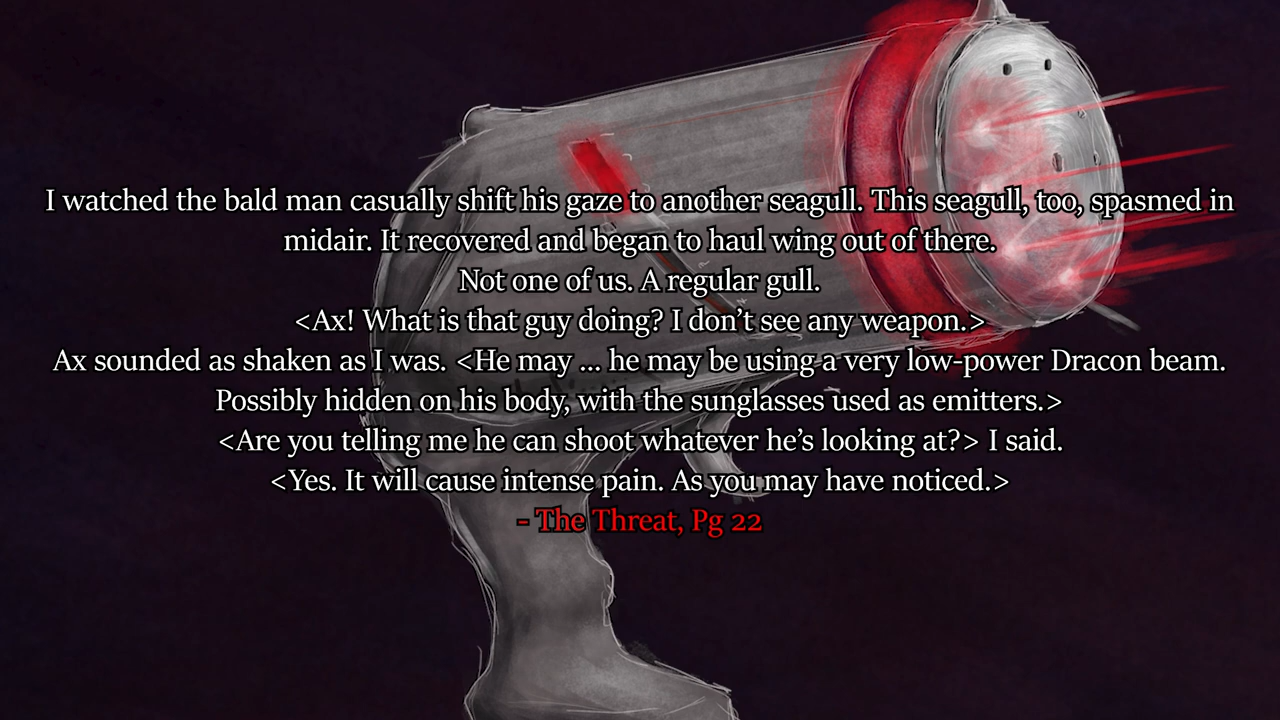 I watched the bald man casually shift his gaze to another seagull. This seagull, too, spasmed in
midair. It recovered and began to haul wing out of there.
Not one of us. A regular gull.
<Ax! What is that guy doing? I don’t see any weapon.>
Ax sounded as shaken as I was. <He may ... he may be using a very low-power Dracon beam.
Possibly hidden on his body, with the sunglasses used as emitters.>
<Are you telling me he can shoot whatever he’s looking at?> I said.
<Yes. It will cause intense pain. As you may have noticed.>
- The Threat, Pg 22